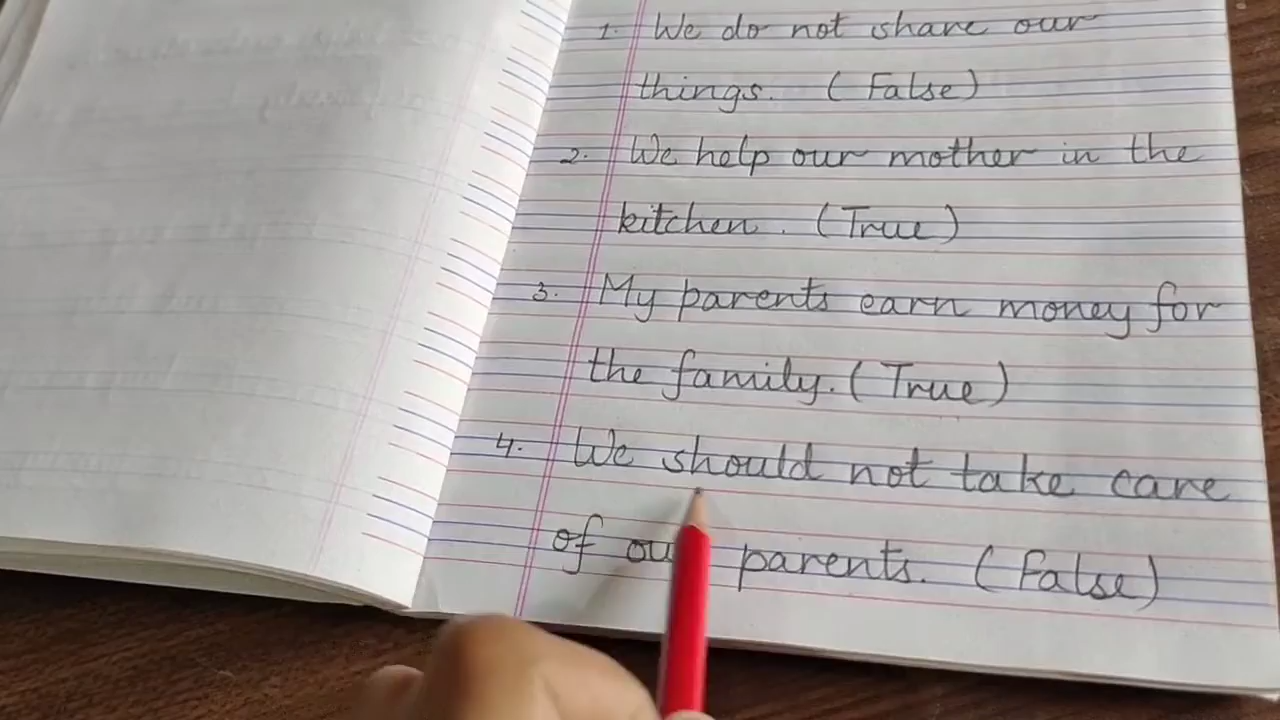 1. We do not share our
things. (False)
2. We help our mother in the
kitchen. (True)
3. My parents earn money for
the family. (True)
4. We should not take care
of ou parents. (False)